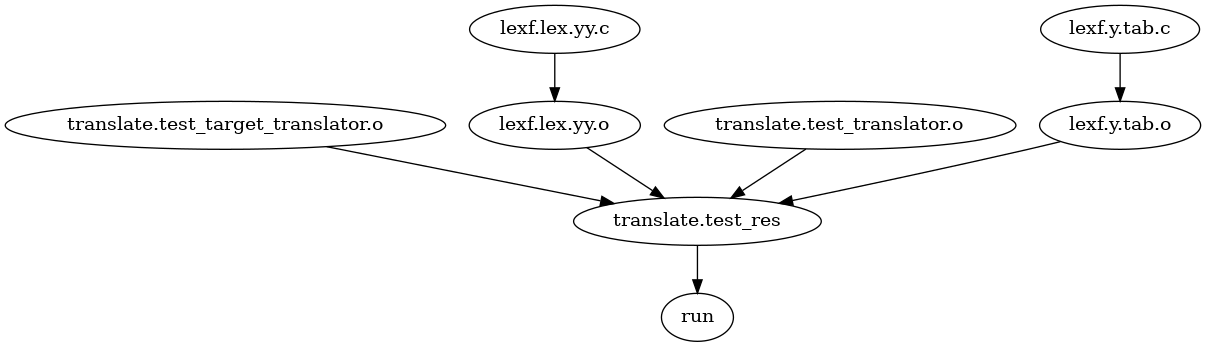 lexf.lex.yy.c
lexf.y.tab.c
translate.test_target_translator.o
lexf.lex.yy.o
translate.test_translator.o
lexf.y.tab.o
translate.test_res
run